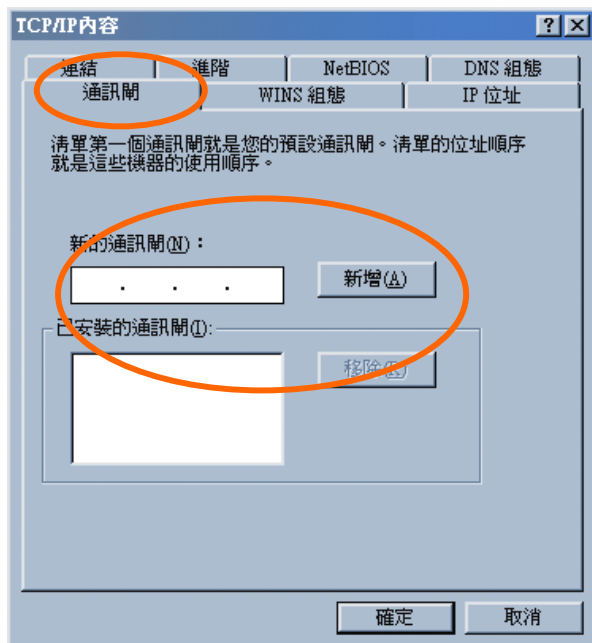 TCP/IP內容
連結 進階 NetBIOS DNS 組態
通訊閘 WINS 組態 IP 位址
清單第一個通訊閘就是您的預設通訊閘。清單的位址順序
就是這些機器的使用順序。
新的通訊閘(N)：
. . .
新增(A)
已安裝的通訊閘(I):
移除(R)
確定 取消